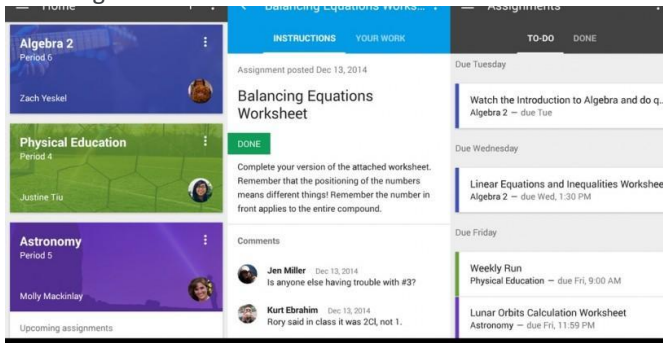 Home
Algebra 2
Period 6
Zach Yeskel
Physical Education
Period 4
Justine Tiu
Astronomy
Period 5
Molly Mackinlay
Upcoming assignments
Balancing Equations Works...
INSTRUCTIONS YOUR WORK
Assignment posted Dec 13, 2014
Balancing Equations
Worksheet
DONE
Complete your version of the attached worksheet.
Remember that the positioning of the numbers
means different things! Remember the number in
front applies to the entire compound.
Comments
Jen Miller Dec 13, 2014
Is anyone else having trouble with #3?
Kurt Ebrahim Dec 13, 2014
Rory said in class it was 2Cl, not 1.
Assignments
TO-DO DONE
Due Tuesday
Watch the Introduction to Algebra and do q..
Algebra 2 — due Tue
Due Wednesday
Linear Equations and Inequalities Workshee
Algebra 2 — due Wed, 1:30 PM
Due Friday
Weekly Run
Physical Education — due Fri, 9:00 AM
Lunar Orbits Calculation Worksheet
Astronomy — due Fri, 11:59 PM